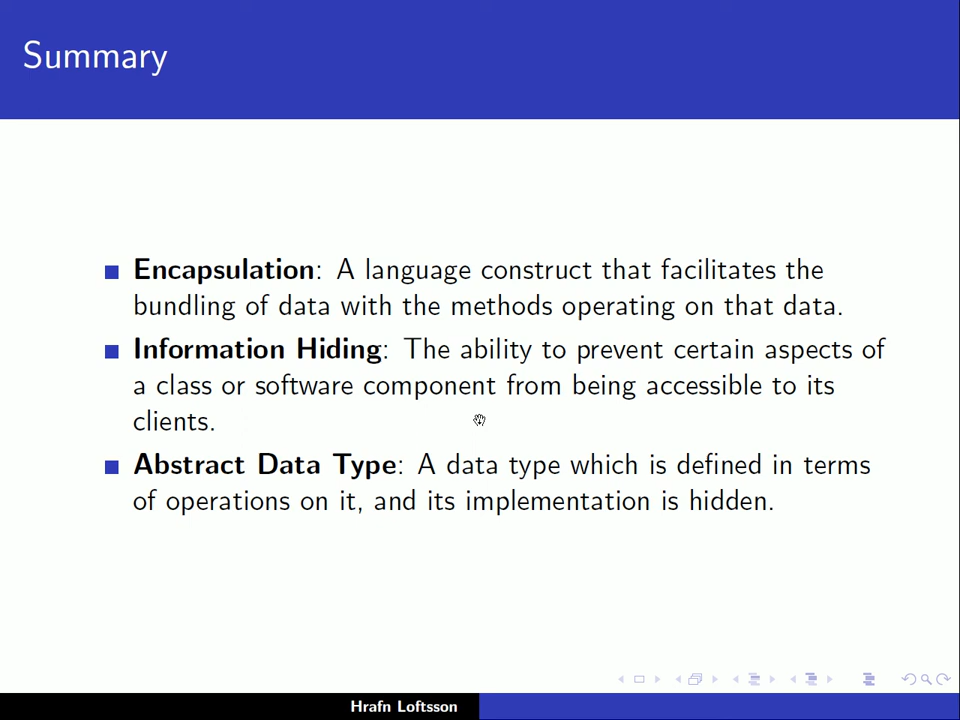 Summary
Encapsulation: A language construct that facilitates the
bundling of data with the methods operating on that data.
Information Hiding: The ability to prevent certain aspects of
a class or software component from being accessible to its
clients.
Abstract Data Type: A data type which is defined in terms
of operations on it, and its implementation is hidden.
Hrafn Loftsson